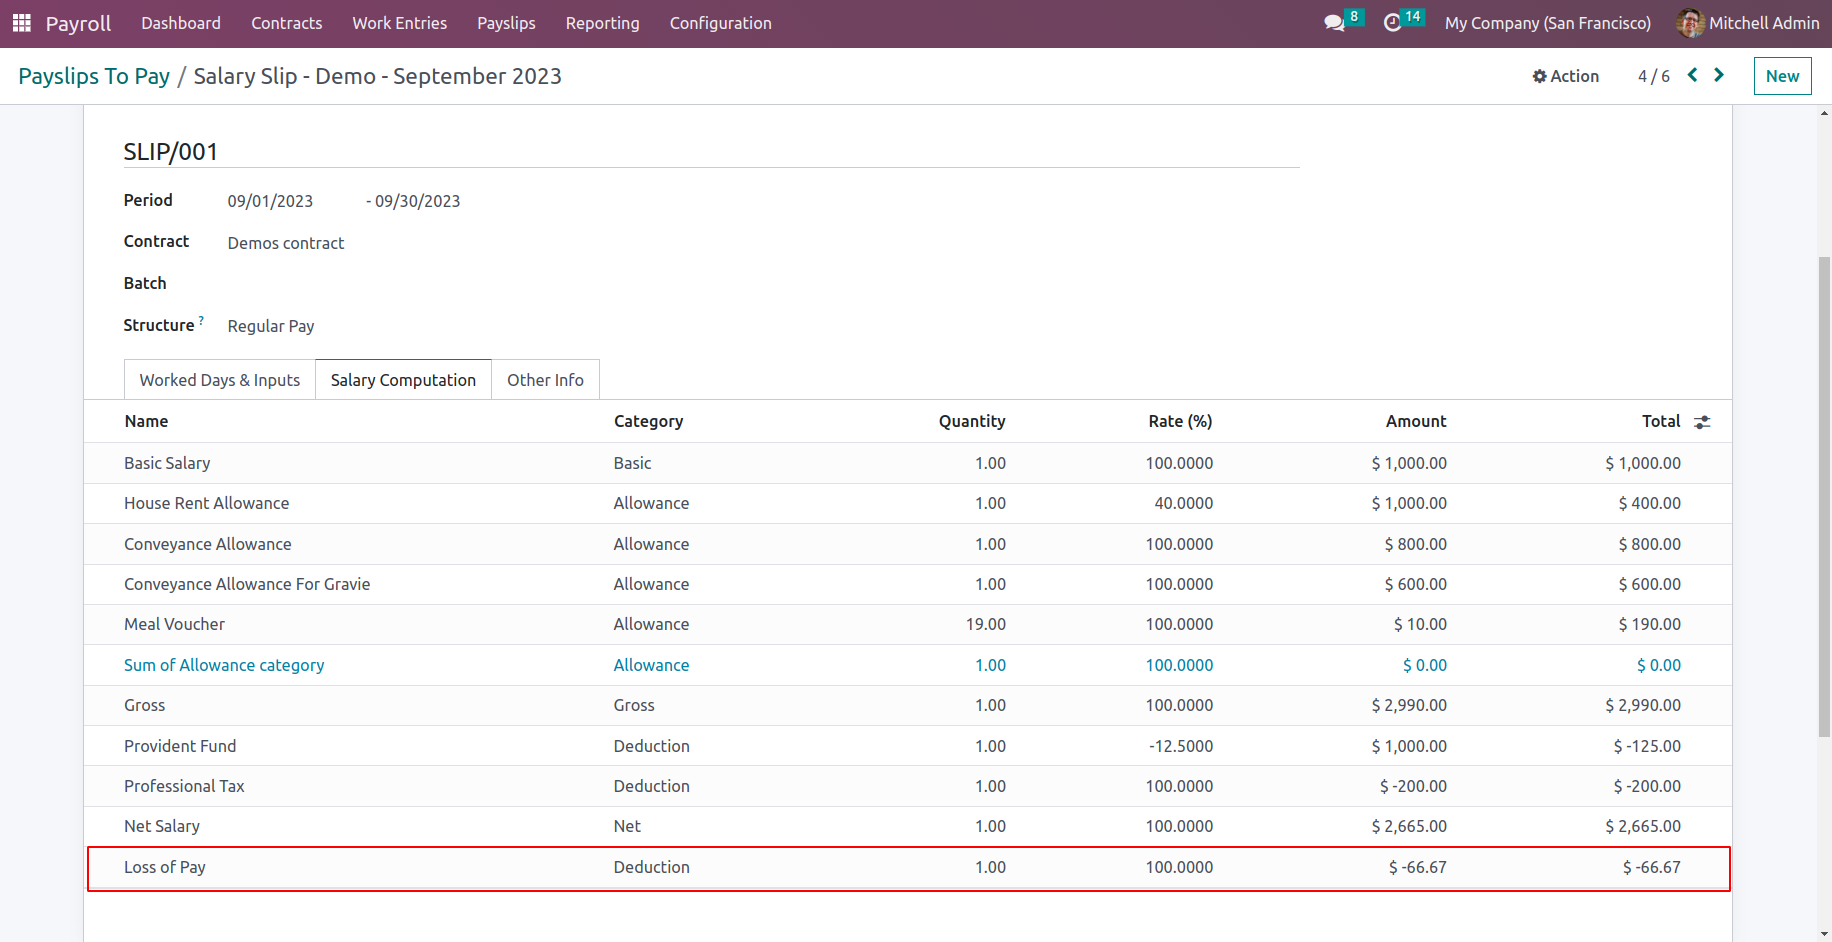 Payroll Dashboard Contracts Work Entries Payslips Reporting Configuration 8 14 My Company (San Francisco) Mitchell Admin
Payslips To Pay / Salary Slip - Demo - September 2023 Action 4 / 6 New
SLIP/001
Period 09/01/2023 - 09/30/2023
Contract Demos contract
Batch
Structure ? Regular Pay
Worked Days & Inputs Salary Computation Other Info
Name Category Quantity Rate (%) Amount Total
Basic Salary Basic 1.00 100.0000 $ 1,000.00 $ 1,000.00
House Rent Allowance Allowance 1.00 40.0000 $ 1,000.00 $ 400.00
Conveyance Allowance Allowance 1.00 100.0000 $ 800.00 $ 800.00
Conveyance Allowance For Gravie Allowance 1.00 100.0000 $ 600.00 $ 600.00
Meal Voucher Allowance 19.00 100.0000 $ 10.00 $ 190.00
Sum of Allowance category Allowance 1.00 100.0000 $ 0.00 $ 0.00
Gross Gross 1.00 100.0000 $ 2,990.00 $ 2,990.00
Provident Fund Deduction 1.00 -12.5000 $ 1,000.00 $ -125.00
Professional Tax Deduction 1.00 100.0000 $ -200.00 $ -200.00
Net Salary Net 1.00 100.0000 $ 2,665.00 $ 2,665.00
Loss of Pay Deduction 1.00 100.0000 $ -66.67 $ -66.67